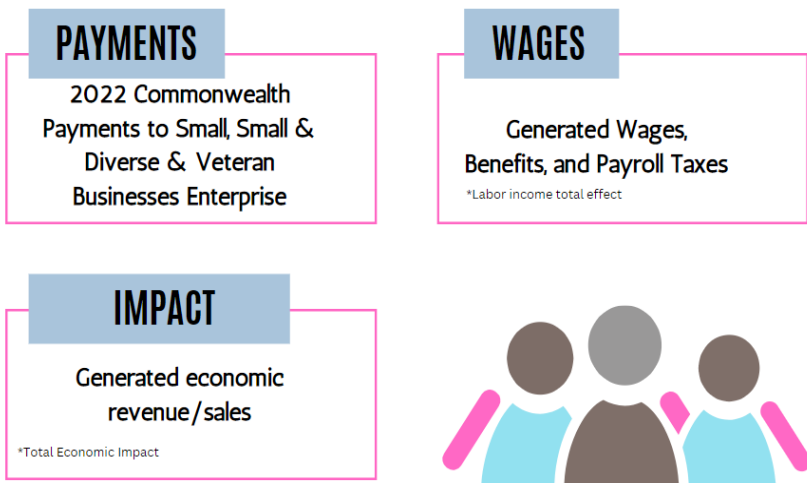 PAYMENTS
2022 Commonwealth
Payments to Small, Small &
Diverse & Veteran
Businesses Enterprise
WAGES
Generated Wages,
Benefits, and Payroll Taxes
*Labor income total effect
IMPACT
Generated economic
revenue/sales
*Total Economic Impact